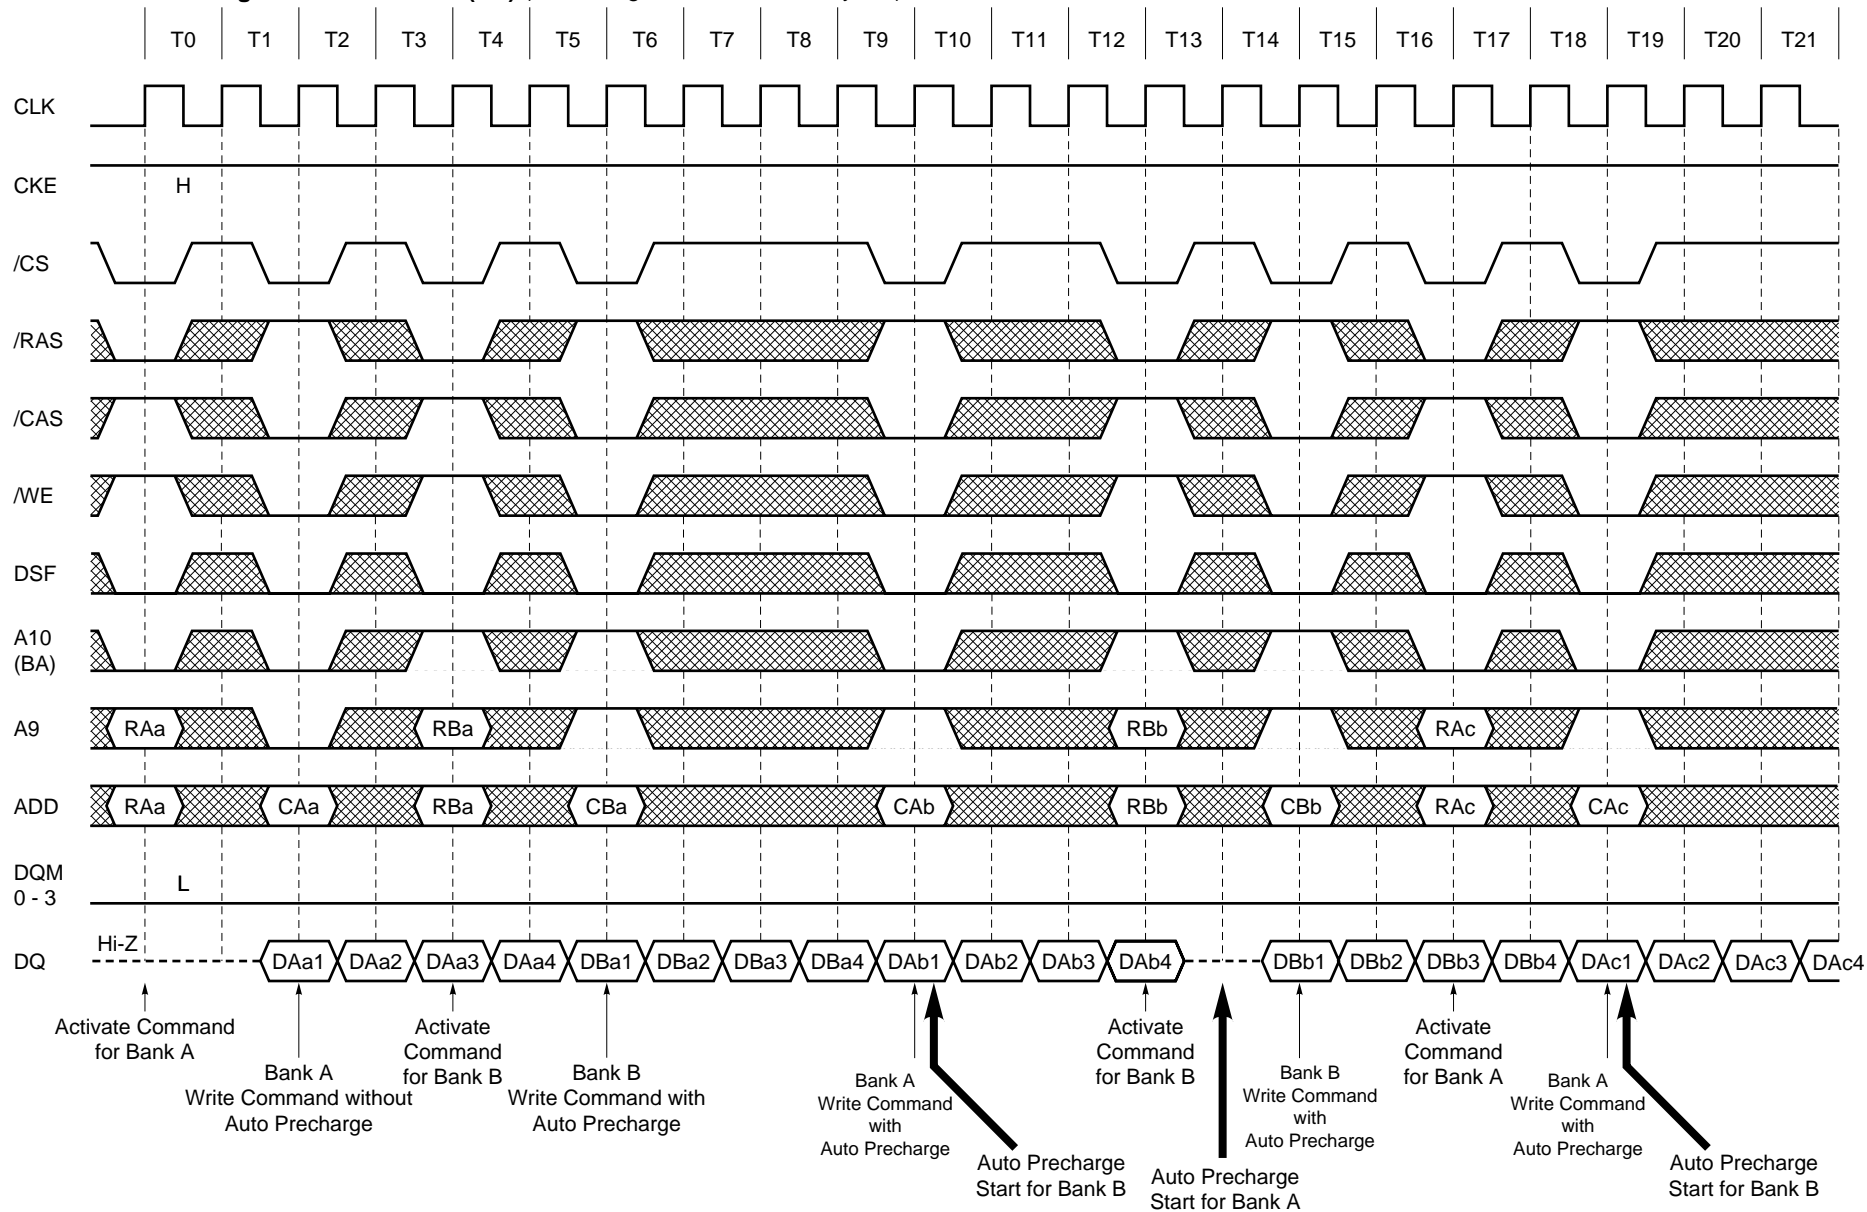 T0 T1 T2 T3 T4 T5 T6 T7 T8 T9 T10 T11 T12 T13 T14 T15 T16 T17 T18 T19 T20 T21
CLK
CKE H
/CS
/RAS
/CAS
/WE
DSF
A10
(BA)
A9 RAa RBa RBb RAc
ADD RAa CAa RBa CBa CAb RBb CBb RAc CAc
DQM
0 - 3
L
Hi-Z
DQ DAa1 DAa2 DAa3 DAa4 DBa1 DBa2 DBa3 DBa4 DAb1 DAb2 DAb3 DAb4 DBb1 DBb2 DBb3 DBb4 DAc1 DAc2 DAc3 DAc4
Activate Command
for Bank A
Bank A
Write Command without
Auto Precharge
Activate
Command
for Bank B
Bank B
Write Command with
Auto Precharge
Bank A
Write Command
with
Auto Precharge
Auto Precharge
Start for Bank B
Activate
Command
for Bank B
Auto Precharge
Start for Bank A
Bank B
Write Command
with
Auto Precharge
Activate
Command
for Bank A
Bank A
Write Command
with
Auto Precharge
Auto Precharge
Start for Bank B